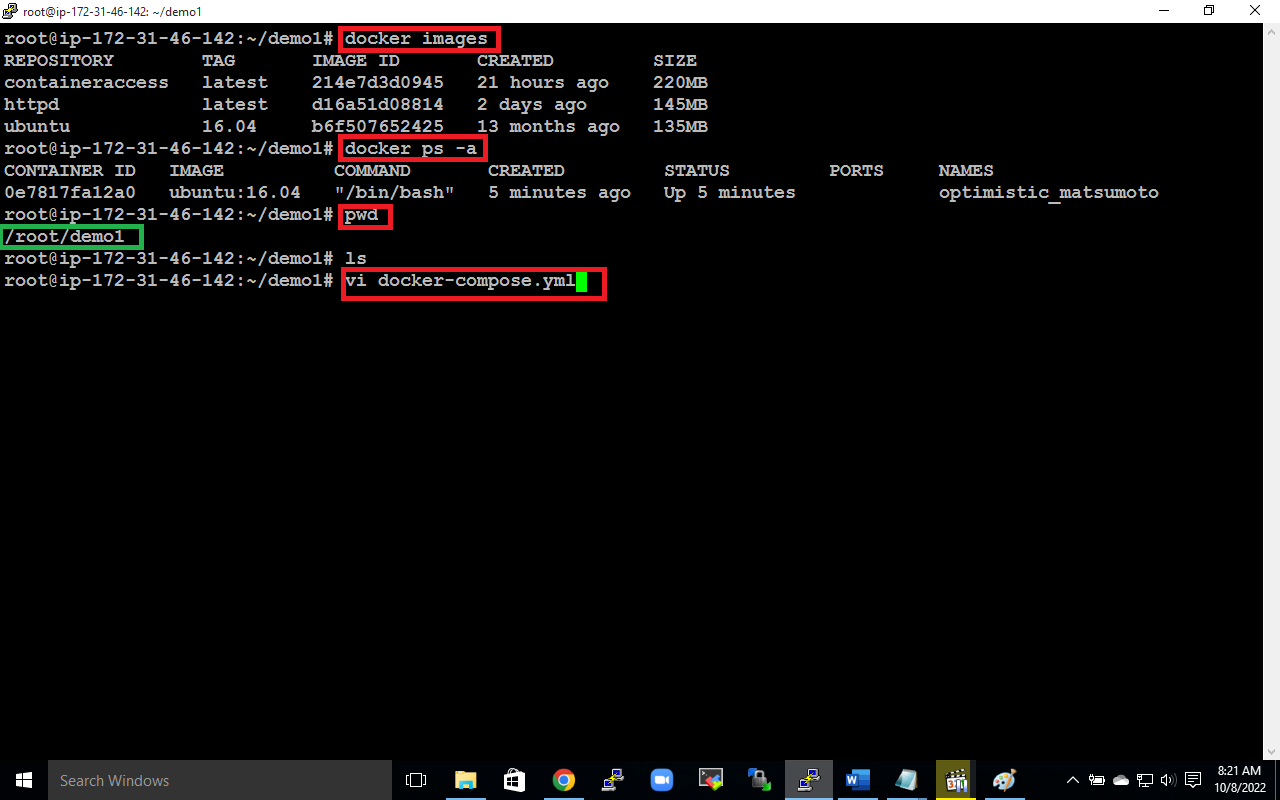 root@ip-172-31-46-142: ~/demo1
root@ip-172-31-46-142:~/demo1# docker images
REPOSITORY TAG IMAGE ID CREATED SIZE
containeraccess latest 214e7d3d0945 21 hours ago 220MB
httpd latest d16a51d08814 2 days ago 145MB
ubuntu 16.04 b6f507652425 13 months ago 135MB
root@ip-172-31-46-142:~/demo1# docker ps -a
CONTAINER ID IMAGE COMMAND CREATED STATUS PORTS NAMES
0e7817fa12a0 ubuntu:16.04 "/bin/bash" 5 minutes ago Up 5 minutes optimistic_matsumoto
root@ip-172-31-46-142:~/demo1# pwd
/root/demo1
root@ip-172-31-46-142:~/demo1# ls
root@ip-172-31-46-142:~/demo1# vi docker-compose.yml
Search Windows
8:21 AM
10/8/2022